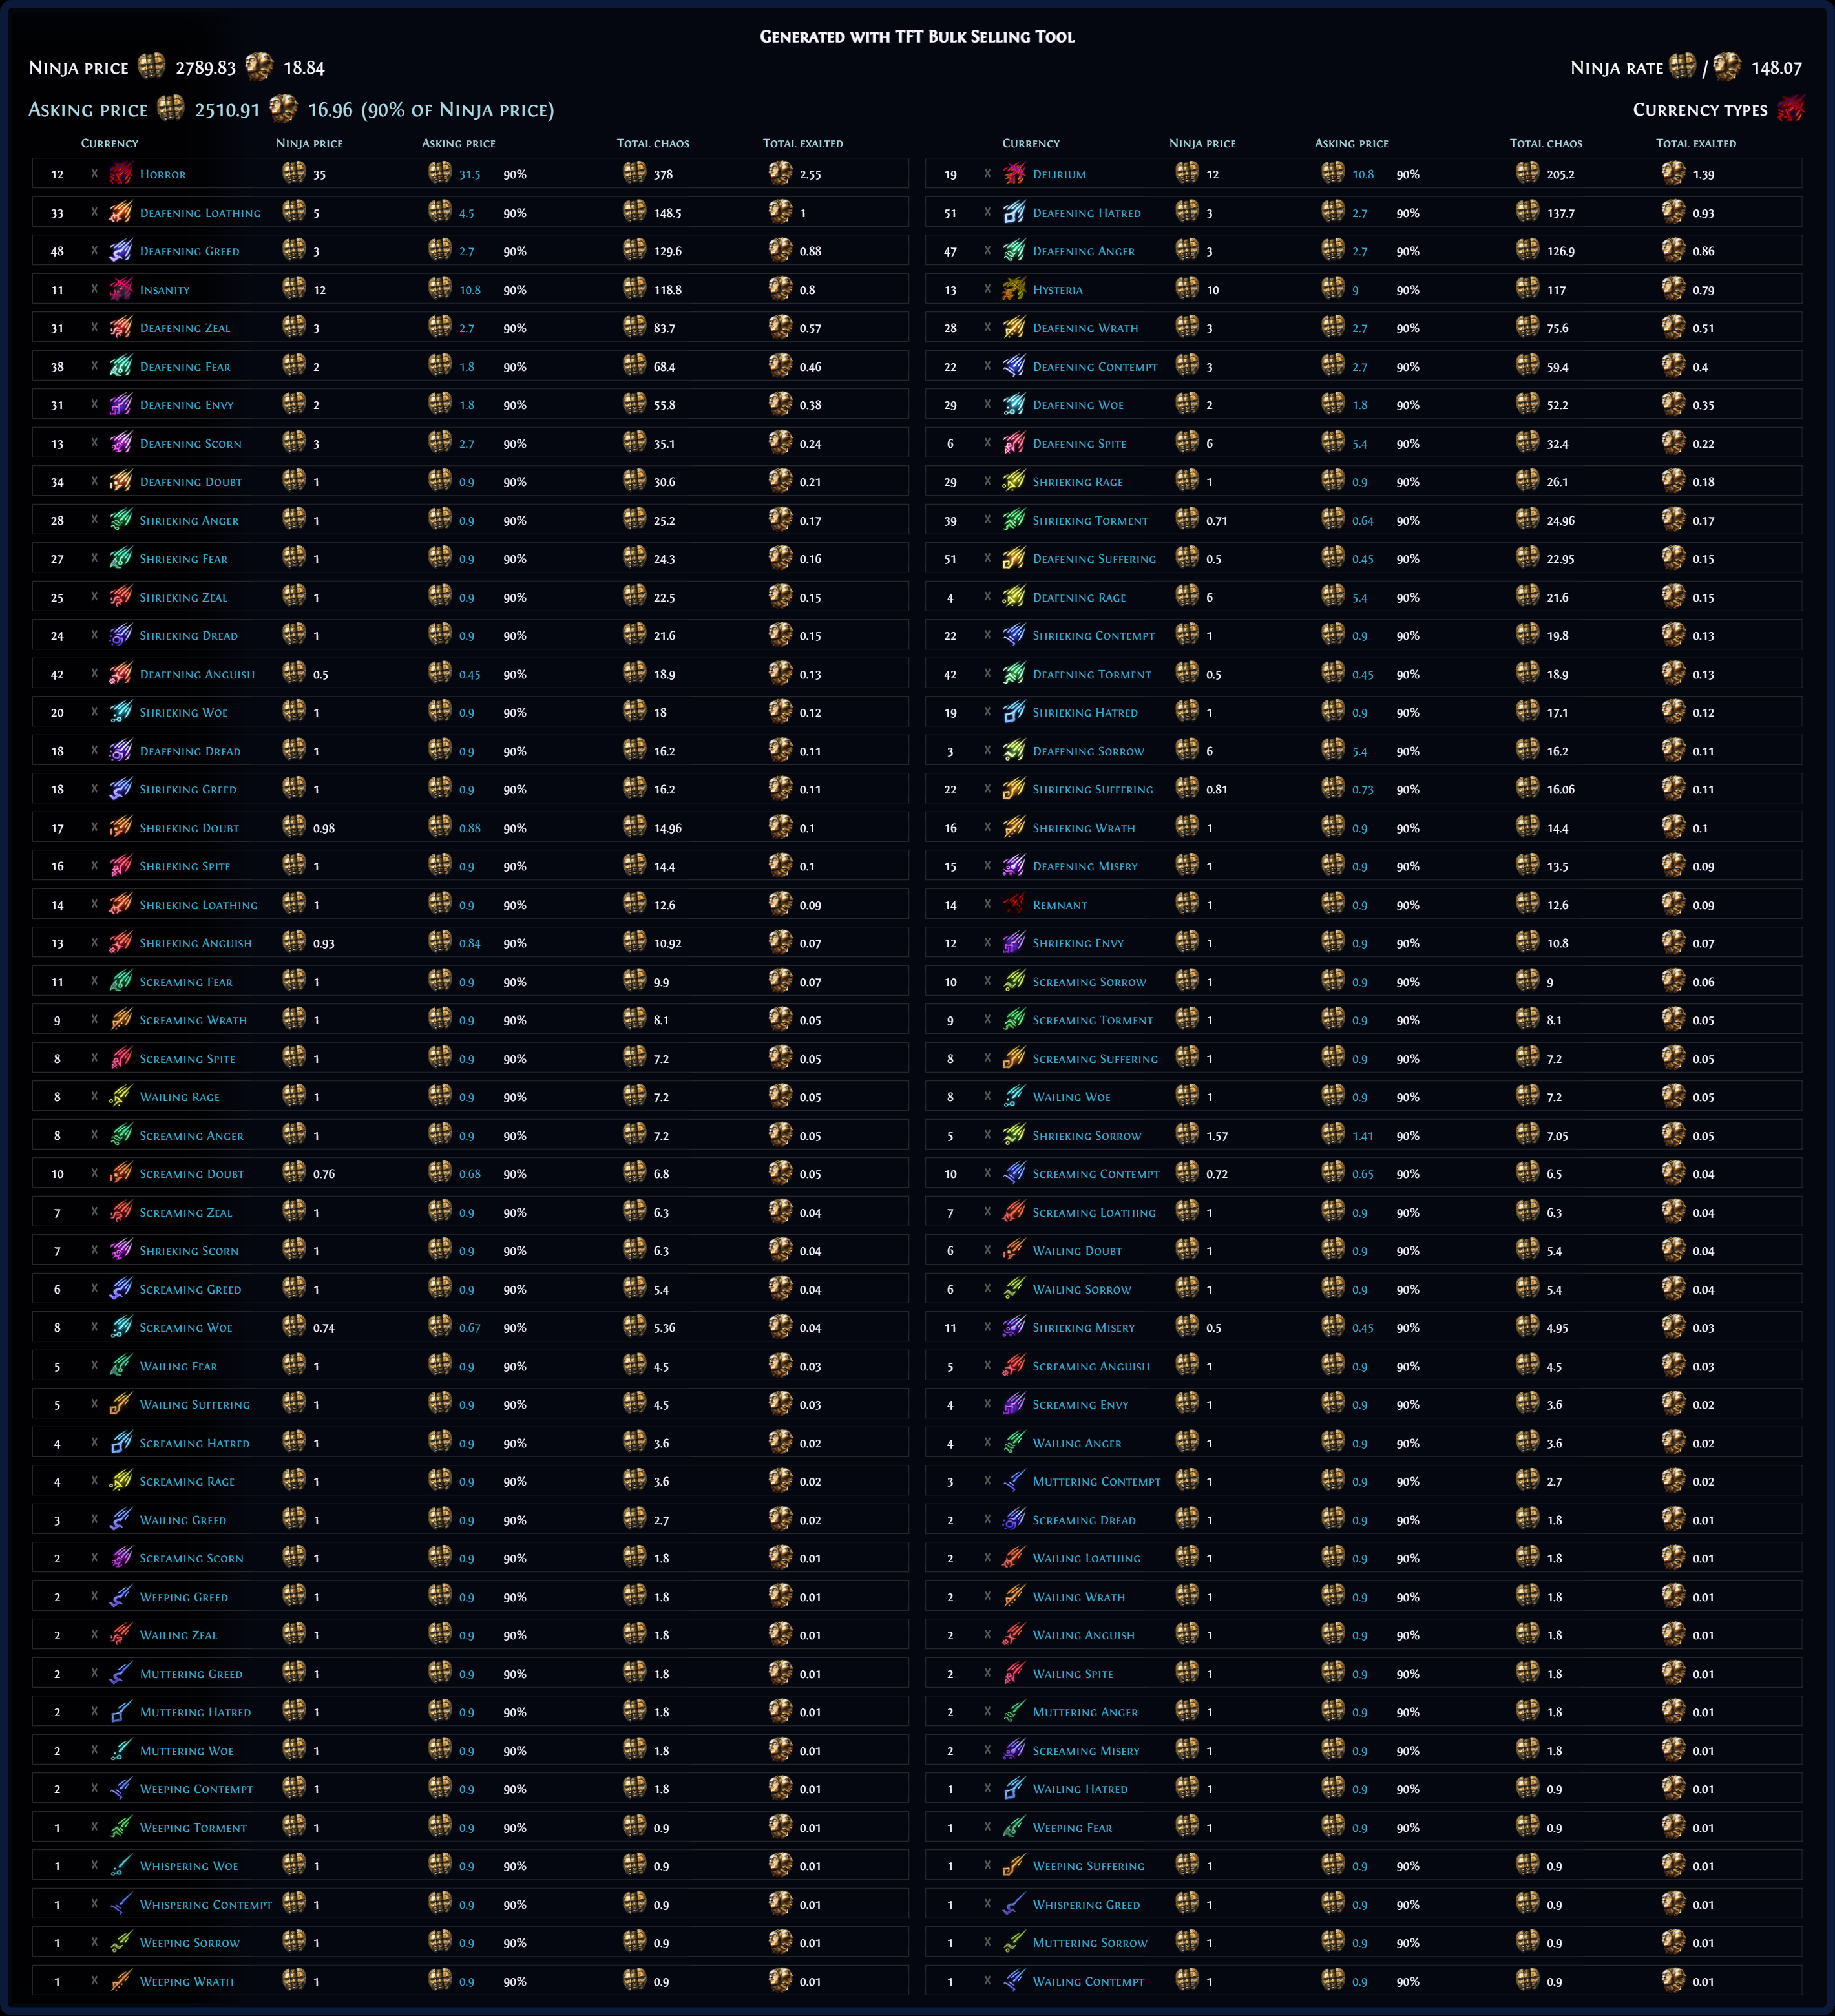 Generated with TFT Bulk Selling Tool
Ninja price 2789.83 18.84 Ninja rate / 148.07
Asking price 2510.91 16.96 (90% of Ninja price) Currency types
Currency Ninja price Asking price Total chaos Total exalted Currency Ninja price Asking price Total chaos Total exalted
12 x Horror 35 31.5 90% 378 2.55 19 x Delirium 12 10.8 90% 205.2 1.39
33 x Deafening Loathing 5 4.5 90% 148.5 1 51 x Deafening Hatred 3 2.7 90% 137.7 0.93
48 x Deafening Greed 3 2.7 90% 129.6 0.88 47 x Deafening Anger 3 2.7 90% 126.9 0.86
11 x Insanity 12 10.8 90% 118.8 0.8 13 x Hysteria 10 9 90% 117 0.79
31 x Deafening Zeal 3 2.7 90% 83.7 0.57 28 x Deafening Wrath 3 2.7 90% 75.6 0.51
38 x Deafening Fear 2 1.8 90% 68.4 0.46 22 x Deafening Contempt 3 2.7 90% 59.4 0.4
31 x Deafening Envy 2 1.8 90% 55.8 0.38 29 x Deafening Woe 2 1.8 90% 52.2 0.35
13 x Deafening Scorn 3 2.7 90% 35.1 0.24 6 x Deafening Spite 6 5.4 90% 32.4 0.22
34 x Deafening Doubt 1 0.9 90% 30.6 0.21 29 x Shrieking Rage 1 0.9 90% 26.1 0.18
28 x Shrieking Anger 1 0.9 90% 25.2 0.17 39 x Shrieking Torment 0.71 0.64 90% 24.96 0.17
27 x Shrieking Fear 1 0.9 90% 24.3 0.16 51 x Deafening Suffering 0.5 0.45 90% 22.95 0.15
25 x Shrieking Zeal 1 0.9 90% 22.5 0.15 4 x Deafening Rage 6 5.4 90% 21.6 0.15
24 x Shrieking Dread 1 0.9 90% 21.6 0.15 22 x Shrieking Contempt 1 0.9 90% 19.8 0.13
42 x Deafening Anguish 0.5 0.45 90% 18.9 0.13 42 x Deafening Torment 0.5 0.45 90% 18.9 0.13
20 x Shrieking Woe 1 0.9 90% 18 0.12 19 x Shrieking Hatred 1 0.9 90% 17.1 0.12
18 x Deafening Dread 1 0.9 90% 16.2 0.11 3 x Deafening Sorrow 6 5.4 90% 16.2 0.11
18 x Shrieking Greed 1 0.9 90% 16.2 0.11 22 x Shrieking Suffering 0.81 0.73 90% 16.06 0.11
17 x Shrieking Doubt 0.98 0.88 90% 14.96 0.1 16 x Shrieking Wrath 1 0.9 90% 14.4 0.1
16 x Shrieking Spite 1 0.9 90% 14.4 0.1 15 x Deafening Misery 1 0.9 90% 13.5 0.09
14 x Shrieking Loathing 1 0.9 90% 12.6 0.09 14 x Remnant 1 0.9 90% 12.6 0.09
13 x Shrieking Anguish 0.93 0.84 90% 10.92 0.07 12 x Shrieking Envy 1 0.9 90% 10.8 0.07
11 x Screaming Fear 1 0.9 90% 9.9 0.07 10 x Screaming Sorrow 1 0.9 90% 9 0.06
9 x Screaming Wrath 1 0.9 90% 8.1 0.05 9 x Screaming Torment 1 0.9 90% 8.1 0.05
8 x Screaming Spite 1 0.9 90% 7.2 0.05 8 x Screaming Suffering 1 0.9 90% 7.2 0.05
8 x Wailing Rage 1 0.9 90% 7.2 0.05 8 x Wailing Woe 1 0.9 90% 7.2 0.05
8 x Screaming Anger 1 0.9 90% 7.2 0.05 5 x Shrieking Sorrow 1.57 1.41 90% 7.05 0.05
10 x Screaming Doubt 0.76 0.68 90% 6.8 0.05 10 x Screaming Contempt 0.72 0.65 90% 6.5 0.04
7 x Screaming Zeal 1 0.9 90% 6.3 0.04 7 x Screaming Loathing 1 0.9 90% 6.3 0.04
7 x Shrieking Scorn 1 0.9 90% 6.3 0.04 6 x Wailing Doubt 1 0.9 90% 5.4 0.04
6 x Screaming Greed 1 0.9 90% 5.4 0.04 6 x Wailing Sorrow 1 0.9 90% 5.4 0.04
8 x Screaming Woe 0.74 0.67 90% 5.36 0.04 11 x Shrieking Misery 0.5 0.45 90% 4.95 0.03
5 x Wailing Fear 1 0.9 90% 4.5 0.03 5 x Screaming Anguish 1 0.9 90% 4.5 0.03
5 x Wailing Suffering 1 0.9 90% 4.5 0.03 4 x Screaming Envy 1 0.9 90% 3.6 0.02
4 x Screaming Hatred 1 0.9 90% 3.6 0.02 4 x Wailing Anger 1 0.9 90% 3.6 0.02
4 x Screaming Rage 1 0.9 90% 3.6 0.02 3 x Muttering Contempt 1 0.9 90% 2.7 0.02
3 x Wailing Greed 1 0.9 90% 2.7 0.02 2 x Screaming Dread 1 0.9 90% 1.8 0.01
2 x Screaming Scorn 1 0.9 90% 1.8 0.01 2 x Wailing Loathing 1 0.9 90% 1.8 0.01
2 x Weeping Greed 1 0.9 90% 1.8 0.01 2 x Wailing Wrath 1 0.9 90% 1.8 0.01
2 x Wailing Zeal 1 0.9 90% 1.8 0.01 2 x Wailing Anguish 1 0.9 90% 1.8 0.01
2 x Muttering Greed 1 0.9 90% 1.8 0.01 2 x Wailing Spite 1 0.9 90% 1.8 0.01
2 x Muttering Hatred 1 0.9 90% 1.8 0.01 2 x Muttering Anger 1 0.9 90% 1.8 0.01
2 x Muttering Woe 1 0.9 90% 1.8 0.01 2 x Screaming Misery 1 0.9 90% 1.8 0.01
2 x Weeping Contempt 1 0.9 90% 1.8 0.01 1 x Wailing Hatred 1 0.9 90% 0.9 0.01
1 x Weeping Torment 1 0.9 90% 0.9 0.01 1 x Weeping Fear 1 0.9 90% 0.9 0.01
1 x Whispering Woe 1 0.9 90% 0.9 0.01 1 x Weeping Suffering 1 0.9 90% 0.9 0.01
1 x Whispering Contempt 1 0.9 90% 0.9 0.01 1 x Whispering Greed 1 0.9 90% 0.9 0.01
1 x Weeping Sorrow 1 0.9 90% 0.9 0.01 1 x Muttering Sorrow 1 0.9 90% 0.9 0.01
1 x Weeping Wrath 1 0.9 90% 0.9 0.01 1 x Wailing Contempt 1 0.9 90% 0.9 0.01